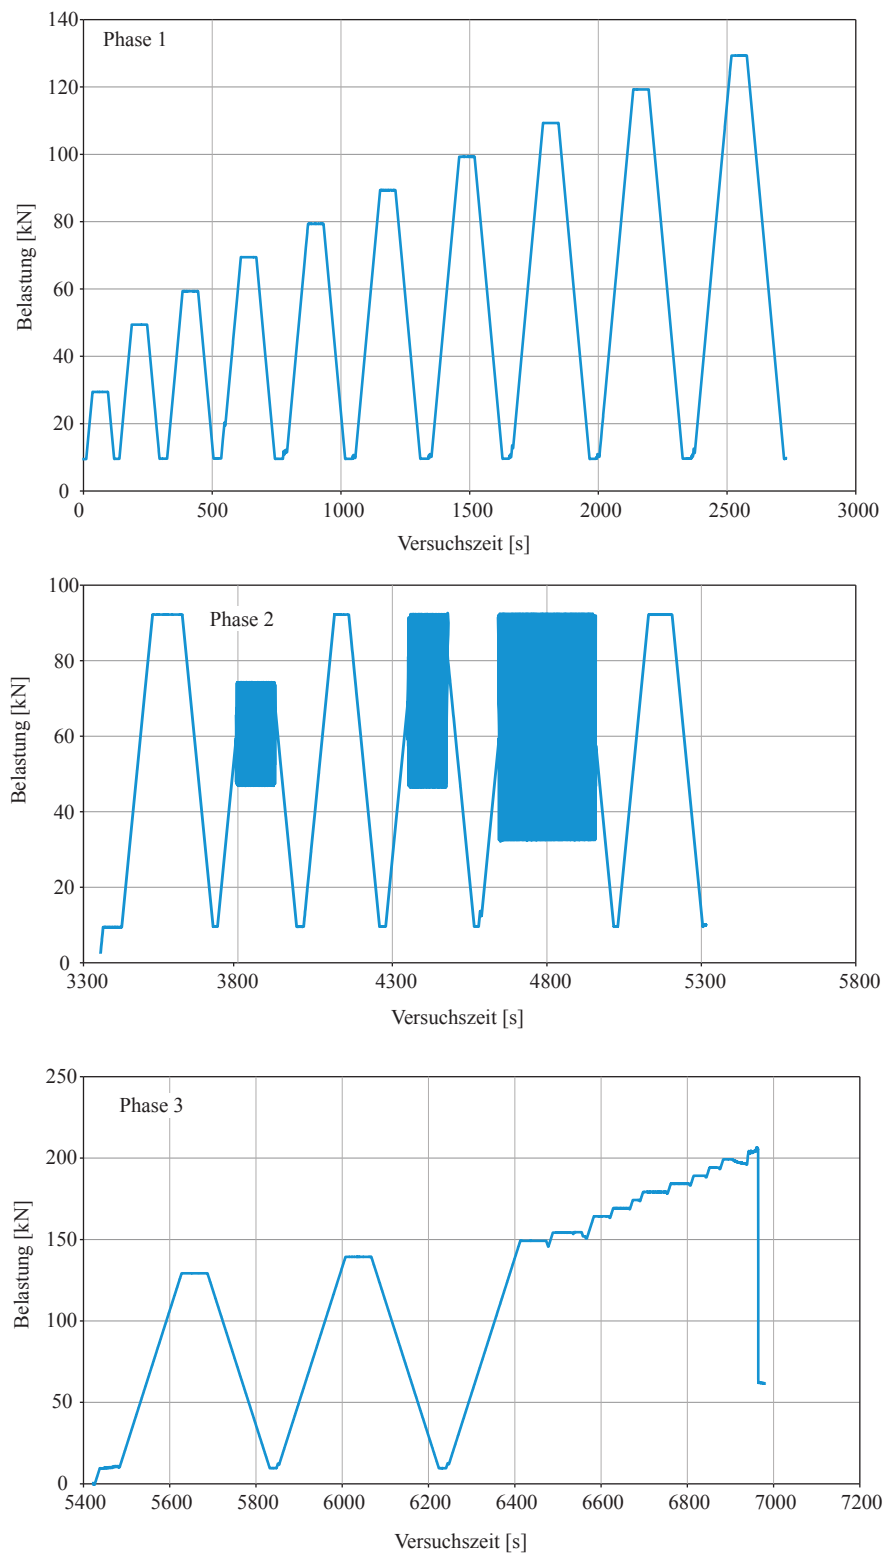 140
Phase 1
120
100
80
60
40
20
0
Belastung [kN]
0 500 1000 1500 2000 2500 3000
Versuchszeit [s]
100
Phase 2
80
60
40
20
0
Belastung [kN]
3300 3800 4300 4800 5300 5800
Versuchszeit [s]
250
Phase 3
200
150
100
50
0
Belastung [kN]
5400 5600 5800 6000 6200 6400 6600 6800 7000 7200
Versuchszeit [s]